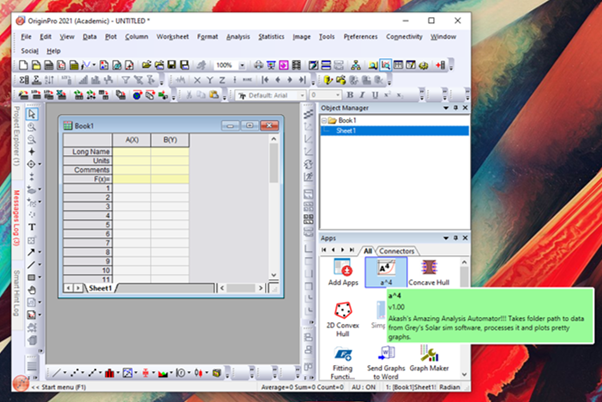 OriginPro 2021 (Academic) - UNTITLED *
File Edit View Data Plot Column Worksheet Format Analysis Statistics Image Tools Preferences Connectivity Window
Social Help
100%
Default: Arial
0
B I U
Project Explorer (1)
Messages Log (3)
Smart Hint Log
Book1
A(X) B(Y)
Long Name
Units
Comments
F(x)=
1
2
3
4
5
6
7
8
9
10
11
Sheet1
Object Manager
Book1
Sheet1
Apps
All Connectors
Add Apps a^4 Concave Hull
a^4
v1.00
Akash's Amazing Analysis Automator!!! Takes folder path to data
from Grey's Solar sim software, processes it and plots pretty
graphs.
2D Convex
Hull
Fitting
Functi...
Send Graphs
to Word
Graph Maker
<< Start menu (F1) Average=0 Sum=0 Count=0 AU : ON 1: [Book1]Sheet1! Radian